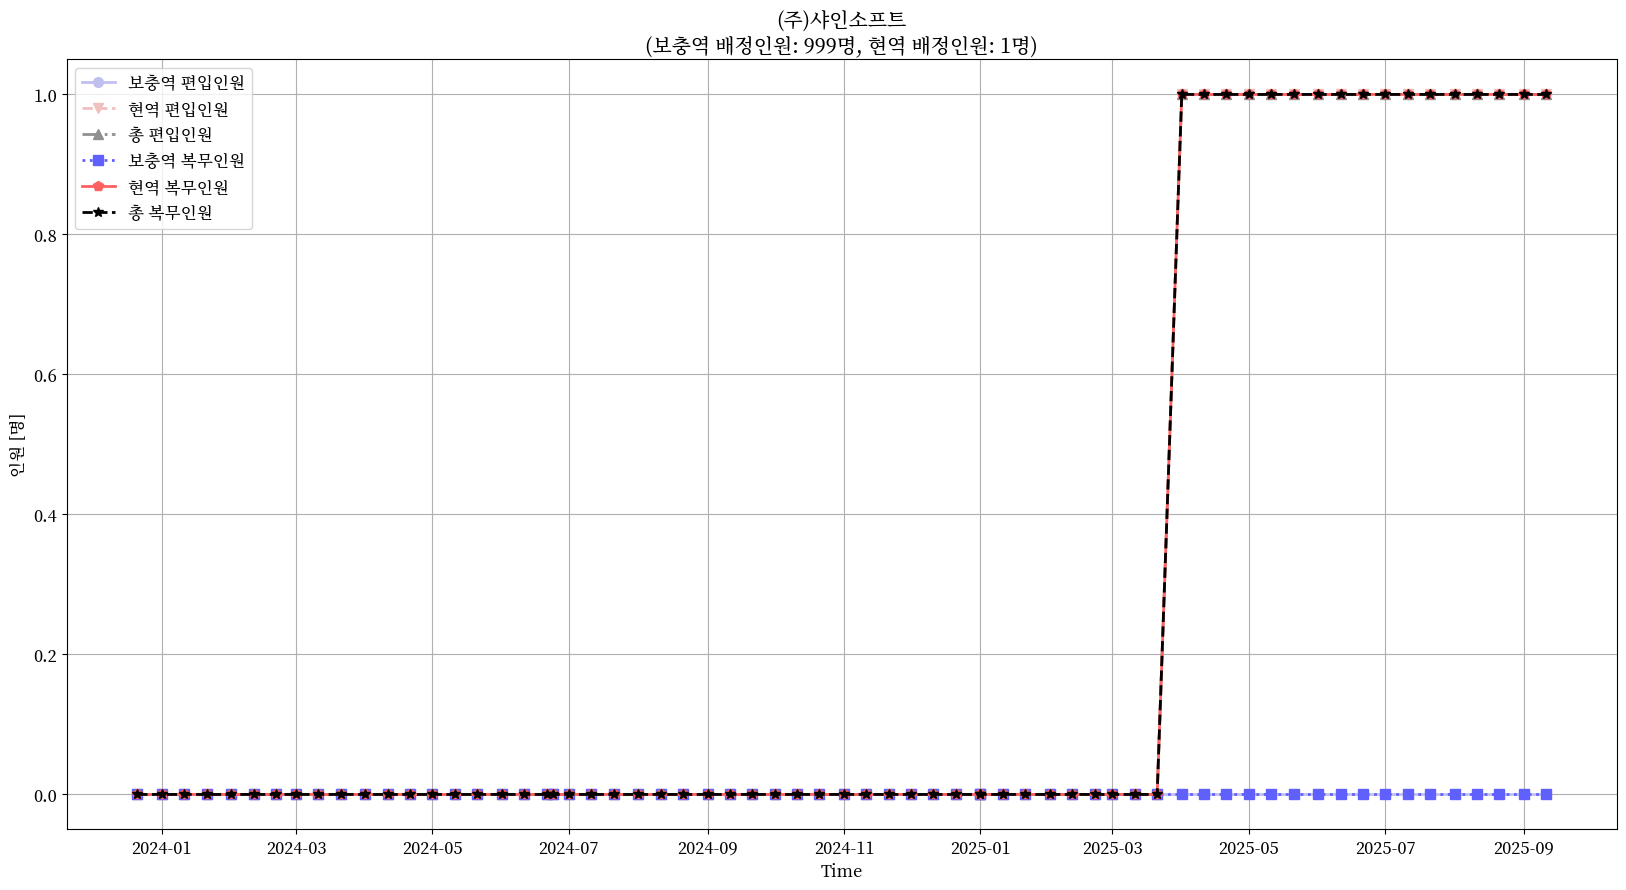 (주)샤인소프트
(보충역 배정인원: 999명, 현역 배정인원: 1명)
보충역 편입인원
현역 편입인원
총 편입인원
보충역 복무인원
현역 복무인원
총 복무인원
1.0
0.8
0.6
0.4
0.2
0.0
인원 [명]
2024-01 2024-03 2024-05 2024-07 2024-09 2024-11 2025-01 2025-03 2025-05 2025-07 2025-09
Time